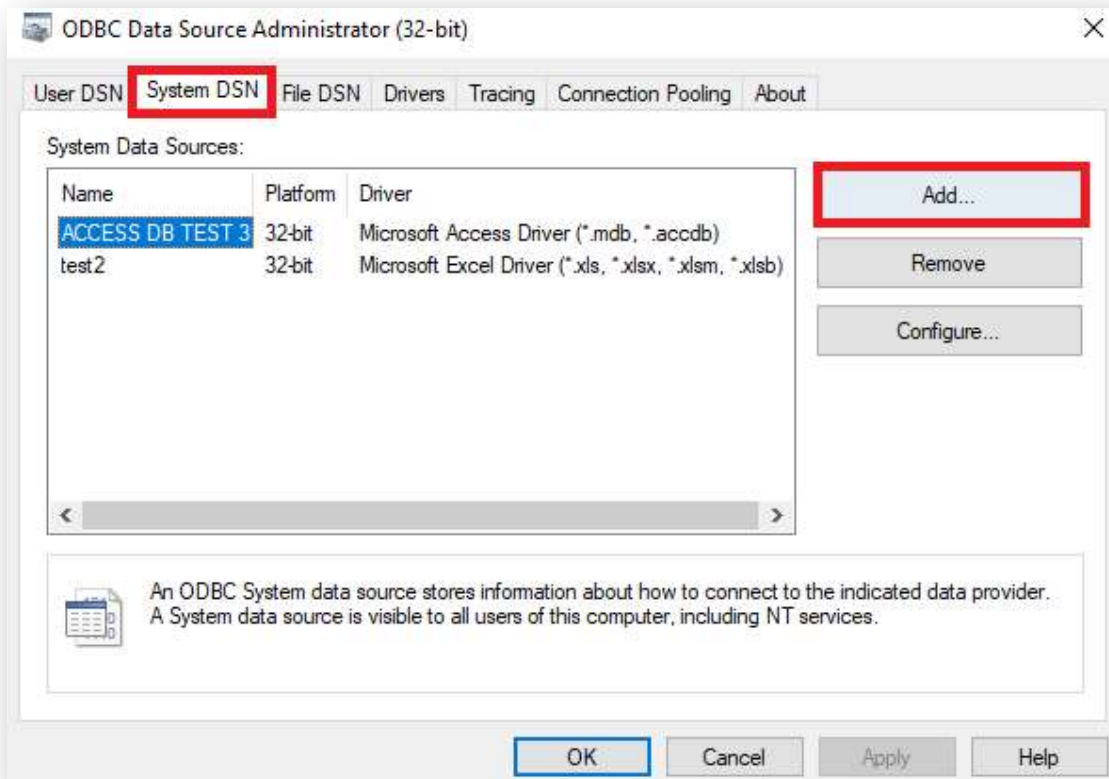 ODBC Data Source Administrator (32-bit)
User DSN System DSN File DSN Drivers Tracing Connection Pooling About
System Data Sources:
Name Platform Driver
ACCESS DB TEST 3 32-bit Microsoft Access Driver (*.mdb, *.accdb)
test2 32-bit Microsoft Excel Driver (*.xls, *.xlsx, *.xlsm, *.xlsb)
Add...
Remove
Configure...
An ODBC System data source stores information about how to connect to the indicated data provider.
A System data source is visible to all users of this computer, including NT services.
OK Cancel Apply Help